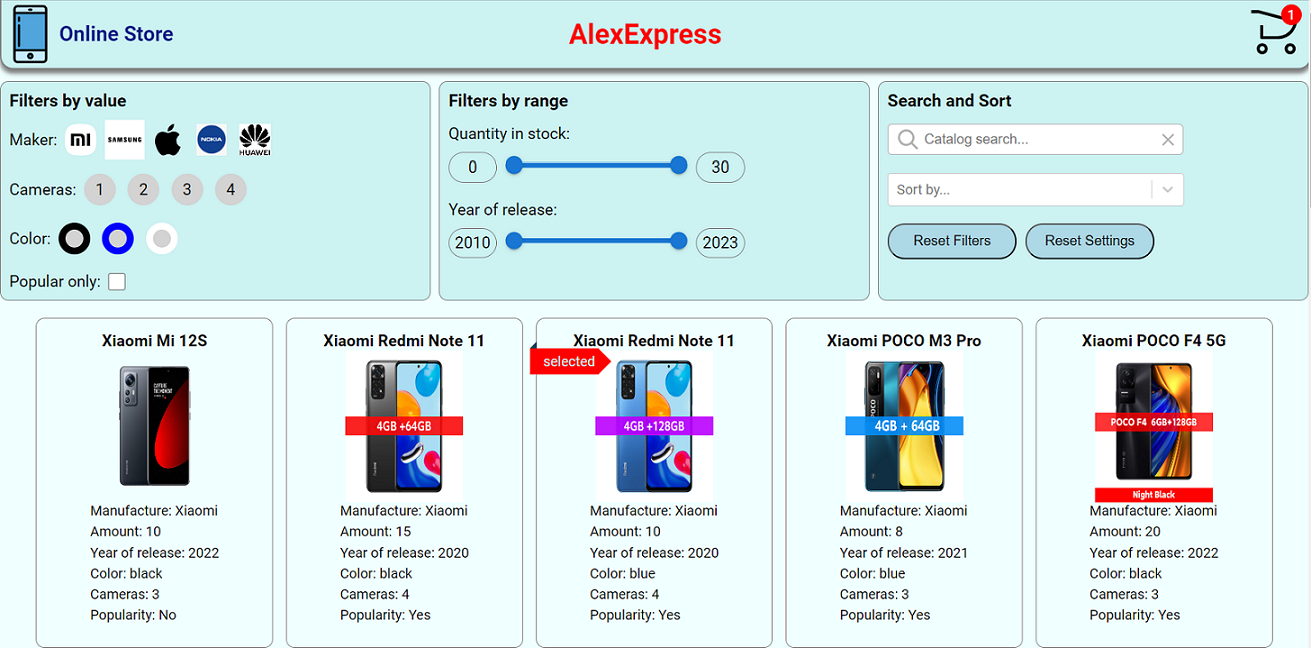 Online Store
AlexExpress
1
Filters by value
Maker: mi SAMSUNG NOKIA HUAWEI
Cameras: 1 2 3 4
Color:
Popular only:
Filters by range
Quantity in stock:
0 30
Year of release:
2010 2023
Search and Sort
Catalog search...
Sort by...
Reset Filters Reset Settings
Xiaomi Mi 12S
Manufacture: Xiaomi
Amount: 10
Year of release: 2022
Color: black
Cameras: 3
Popularity: No
Xiaomi Redmi Note 11
4GB +64GB
Manufacture: Xiaomi
Amount: 15
Year of release: 2020
Color: black
Cameras: 4
Popularity: Yes
Xiaomi Redmi Note 11
selected
4GB +128GB
Manufacture: Xiaomi
Amount: 10
Year of release: 2020
Color: blue
Cameras: 4
Popularity: Yes
Xiaomi POCO M3 Pro
POCO
4GB + 64GB
Manufacture: Xiaomi
Amount: 8
Year of release: 2021
Color: blue
Cameras: 3
Popularity: Yes
Xiaomi POCO F4 5G
POCO F4 6GB+128GB
Night Black
Manufacture: Xiaomi
Amount: 20
Year of release: 2022
Color: black
Cameras: 3
Popularity: Yes